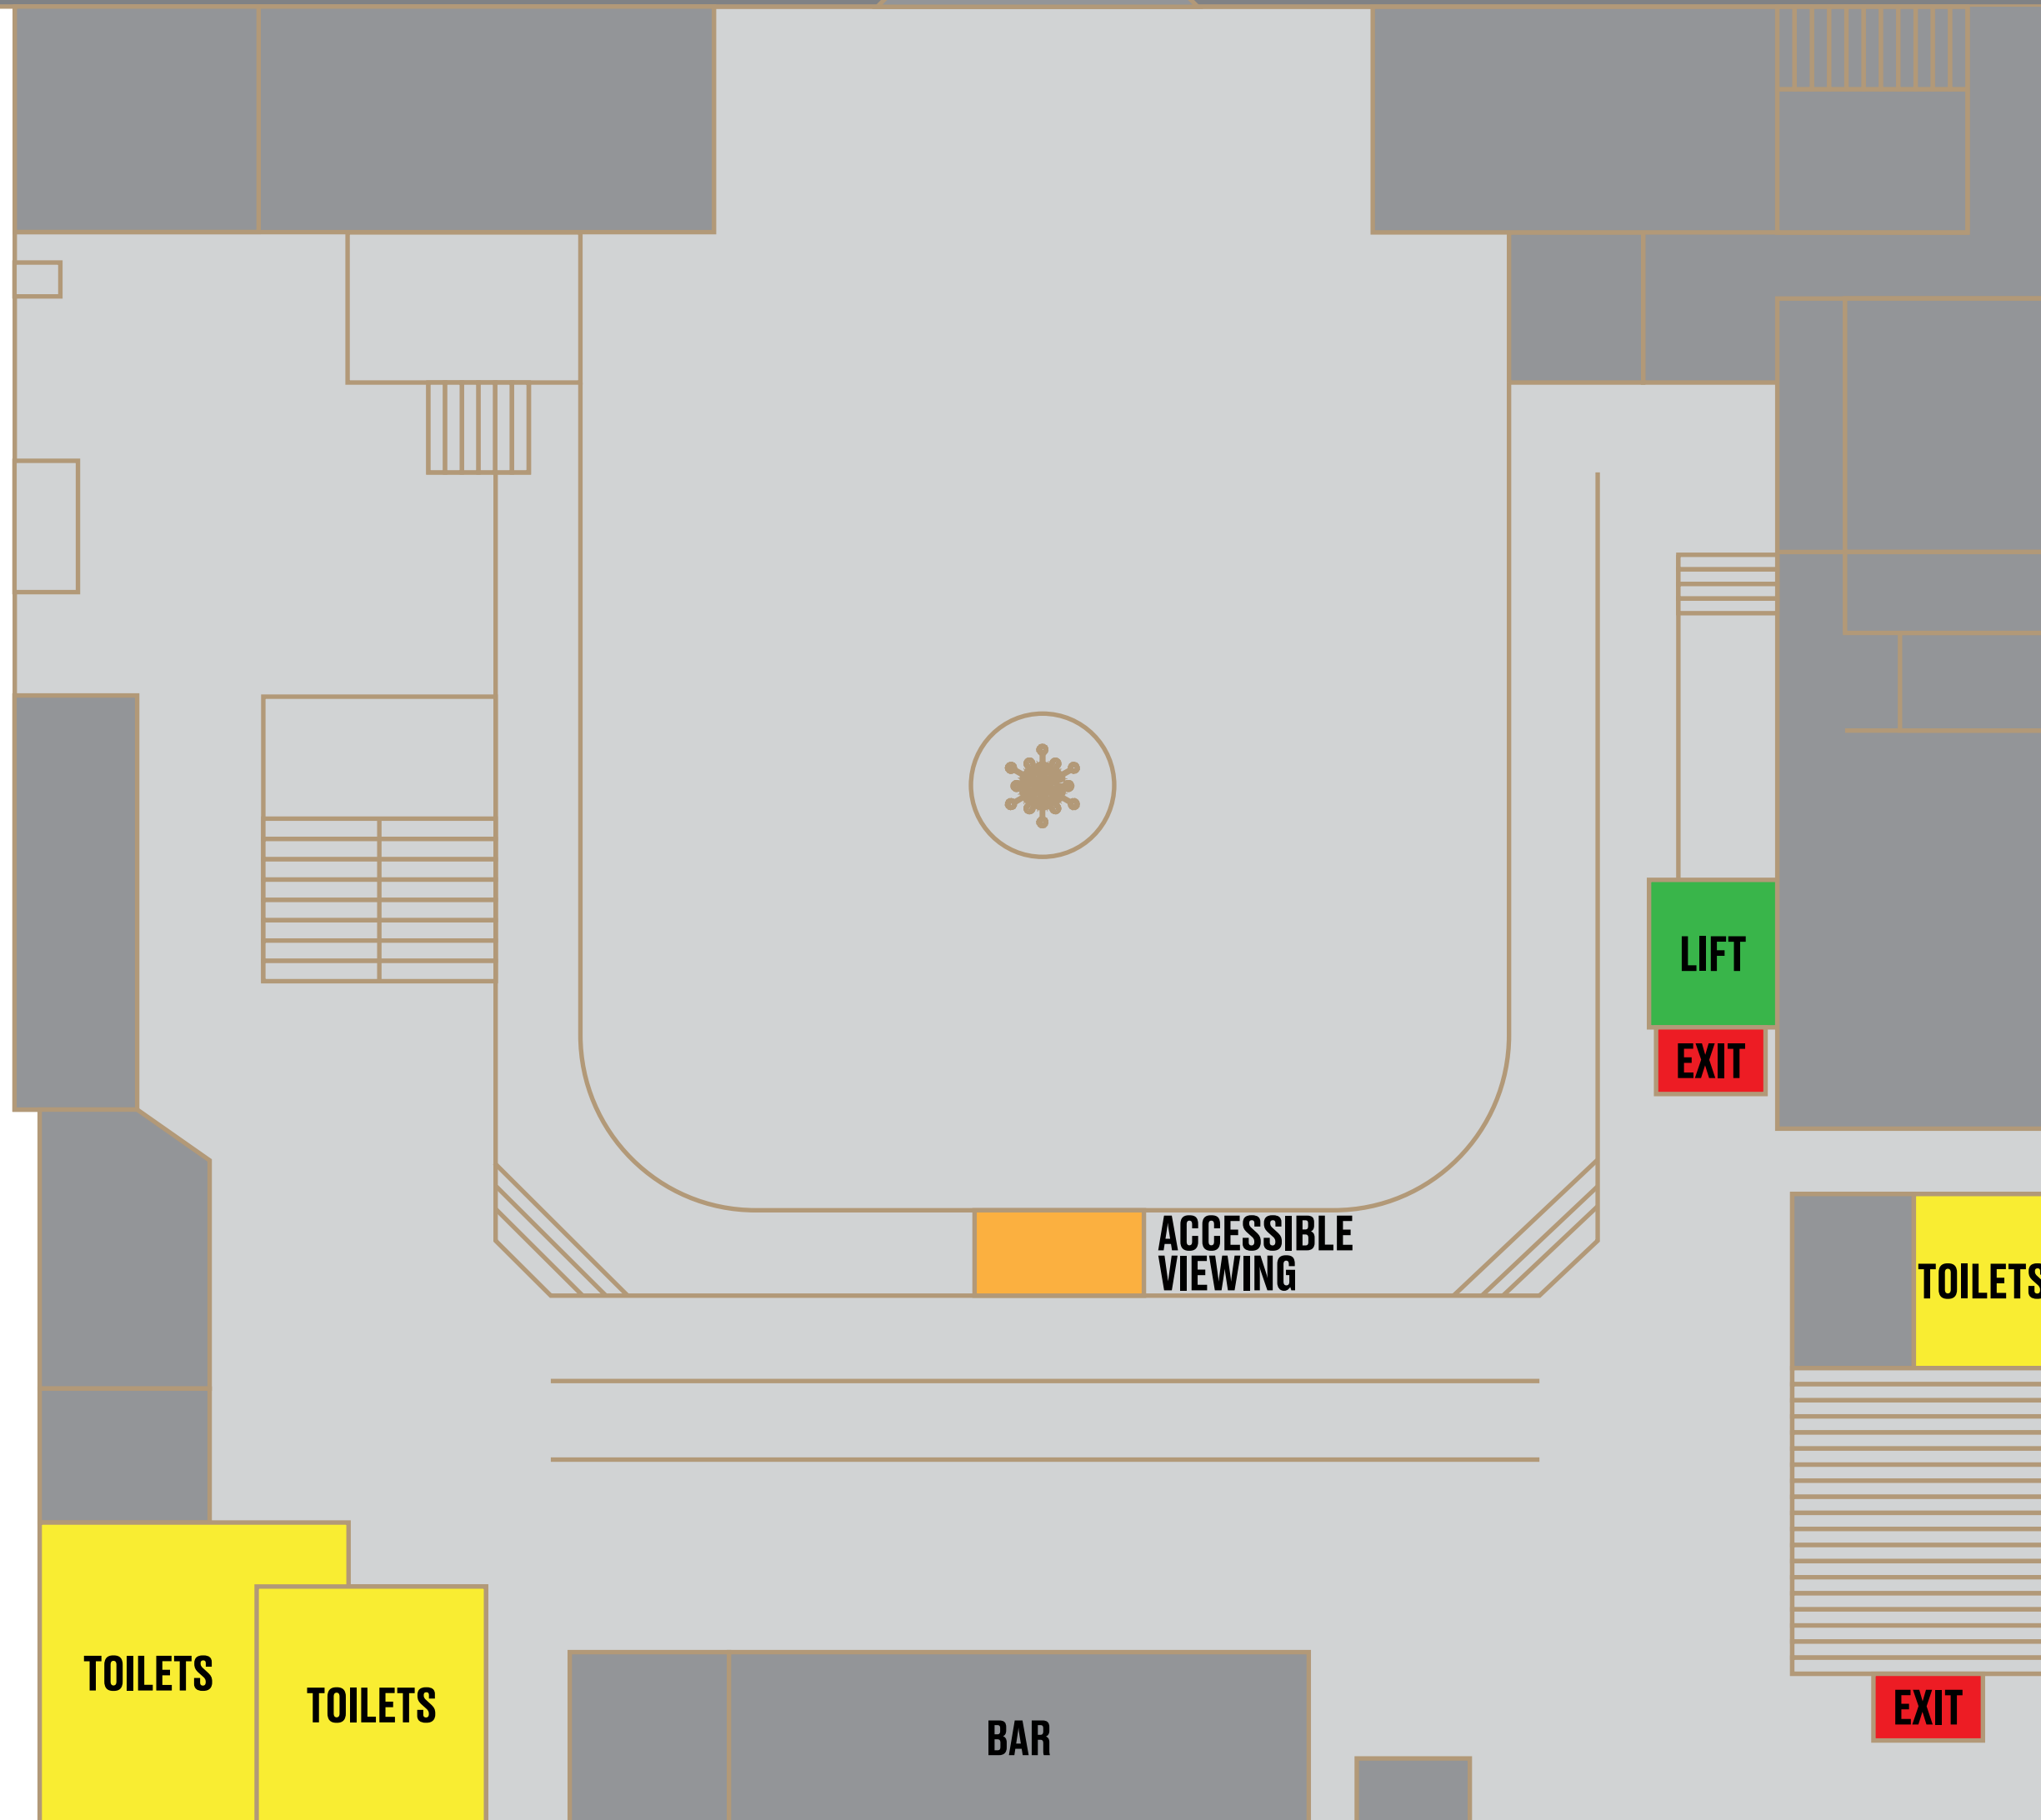 LIFT
EXIT
ACCESSIBLE
VIEWING
TOILETS
TOILETS
TOILETS
EXIT
BAR